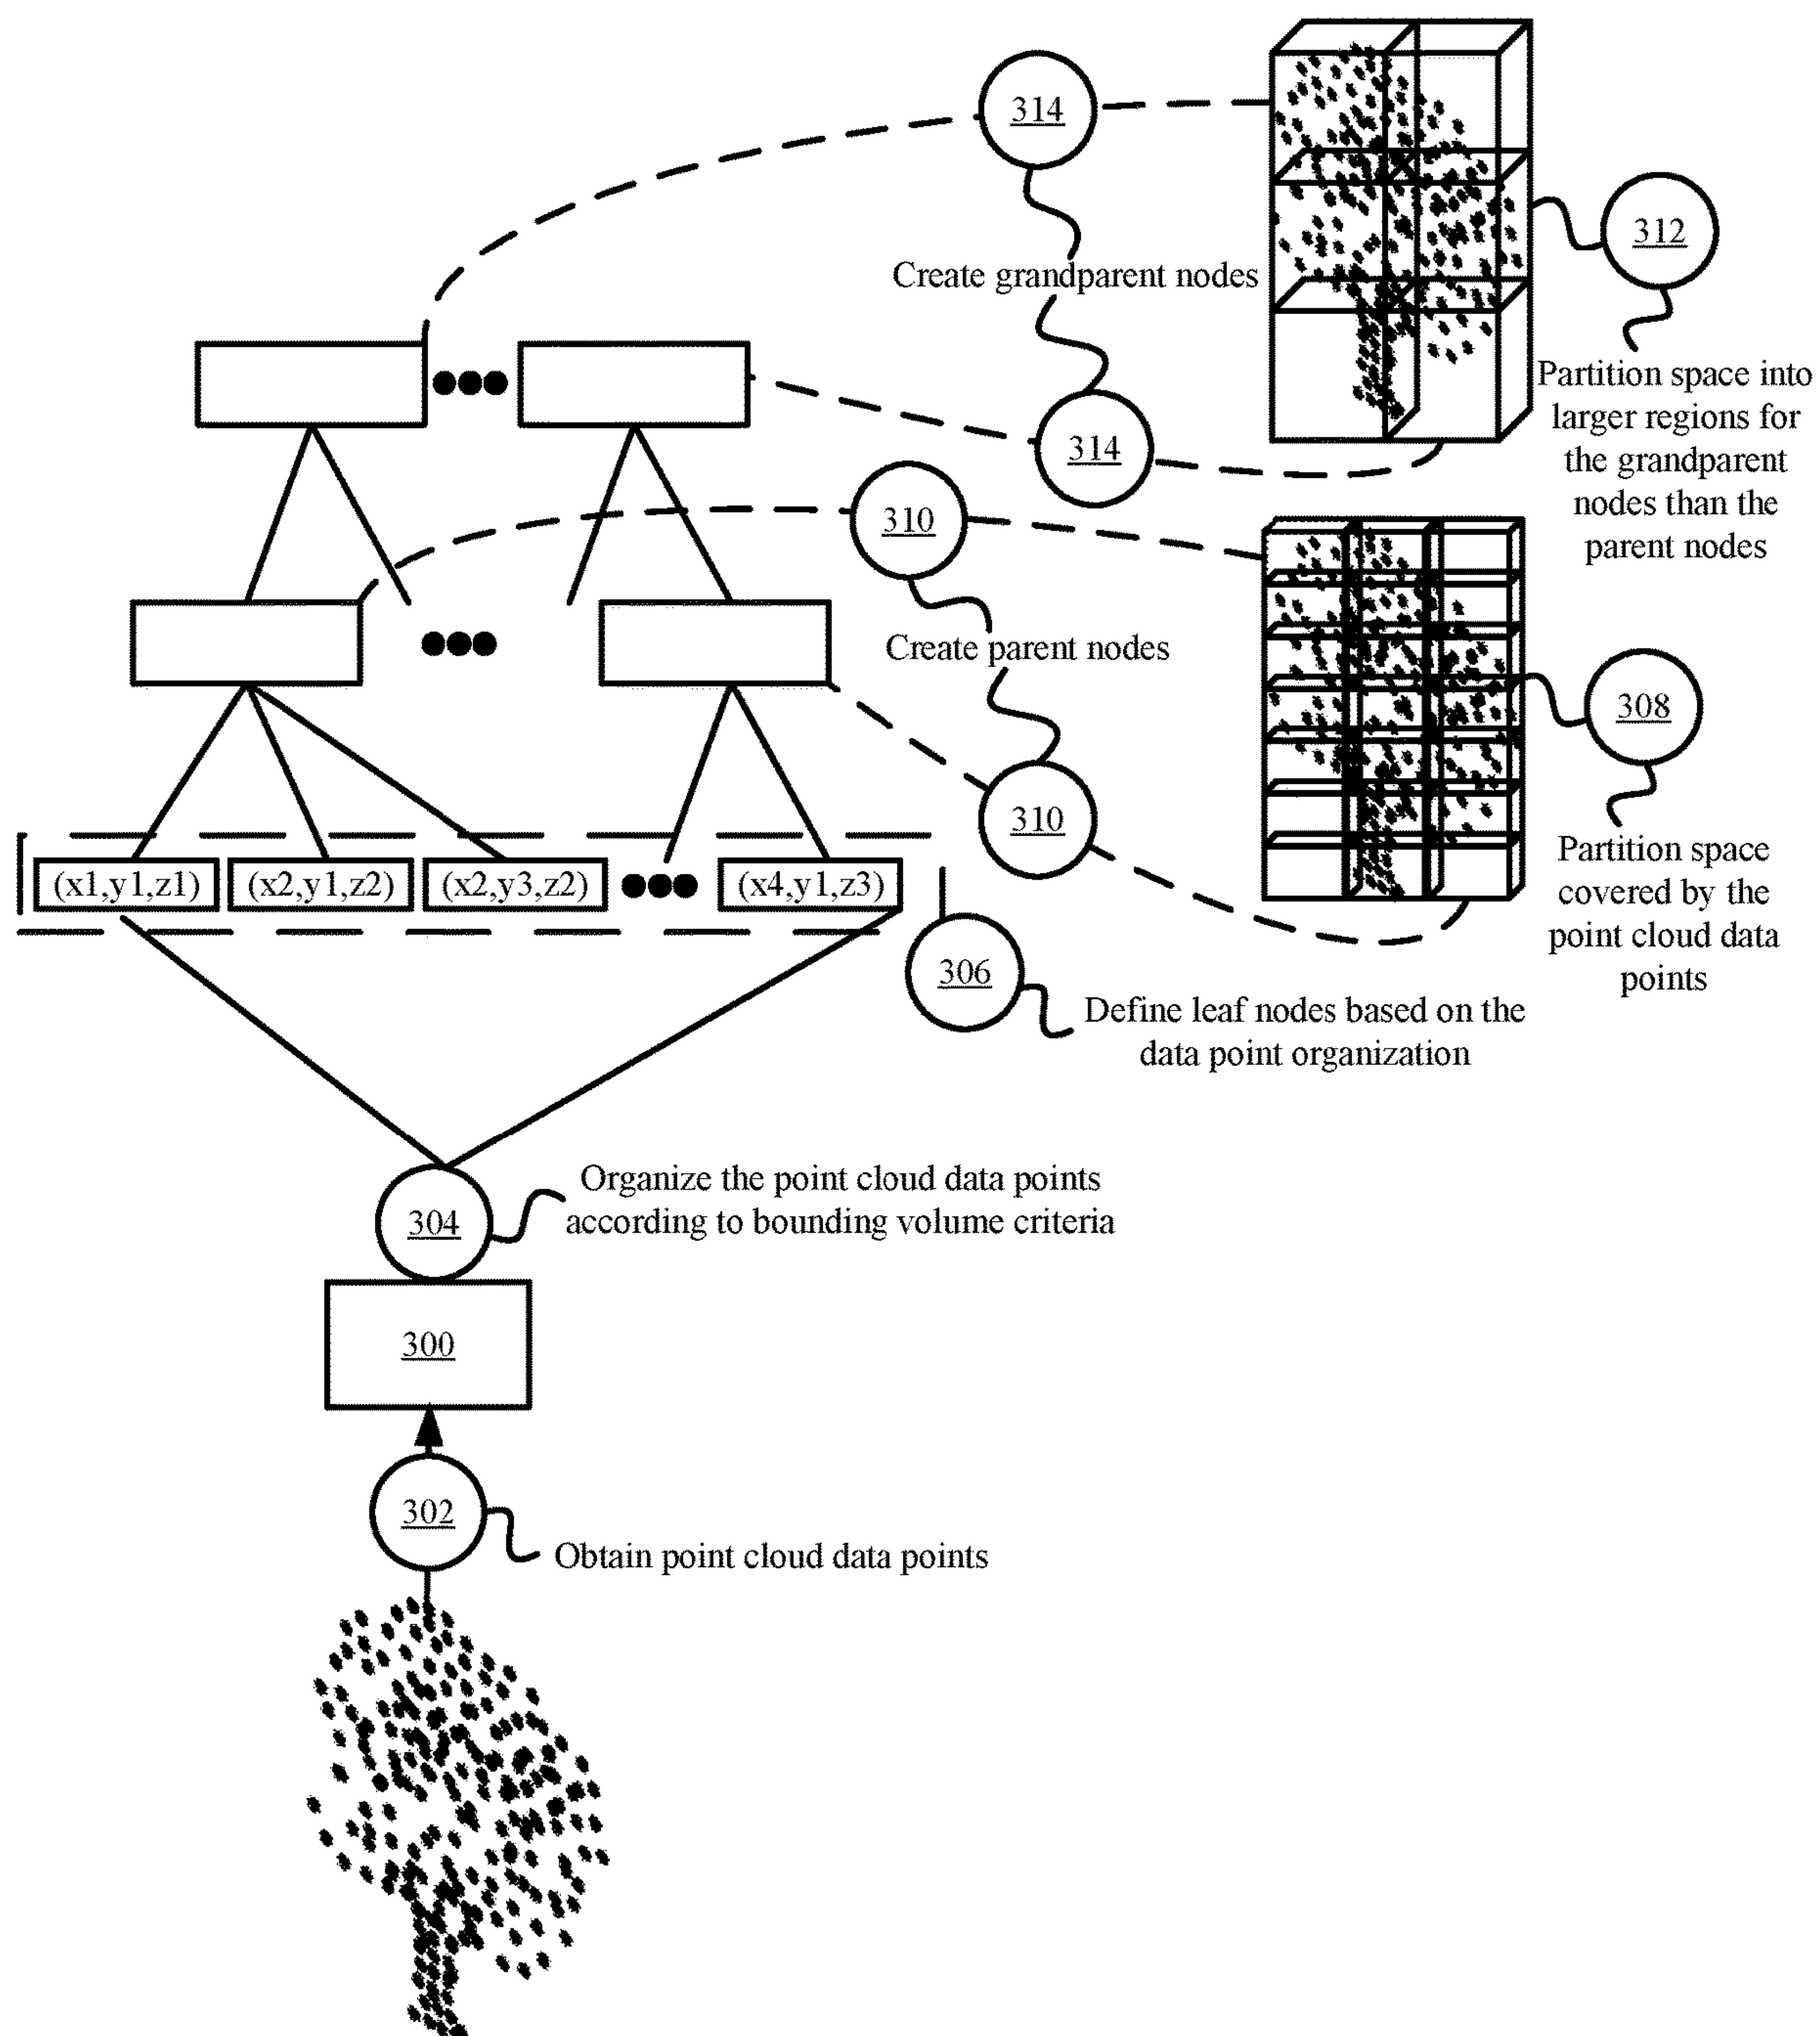 314
312
Create grandparent nodes
Partition space into
larger regions for
the grandparent
nodes than the
parent nodes
314
310
Create parent nodes
308
310
Partition space
covered by the
point cloud data
points
(x1,y1,z1)
(x2,y1,z2)
(x2,y3,z2)
(x4,y1,z3)
306
Define leaf nodes based on the
data point organization
304
Organize the point cloud data points
according to bounding volume criteria
300
302
Obtain point cloud data points